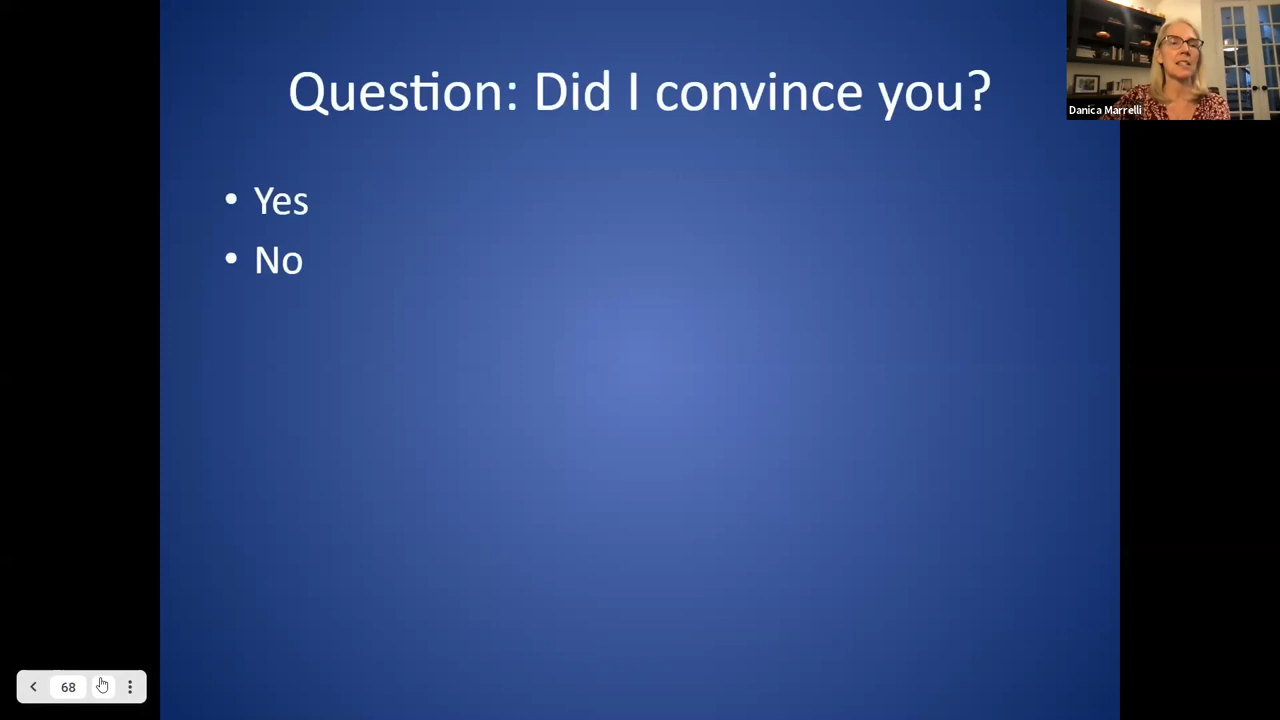 Question: Did I convince you?
• Yes
• No
Danica Marrelli
68